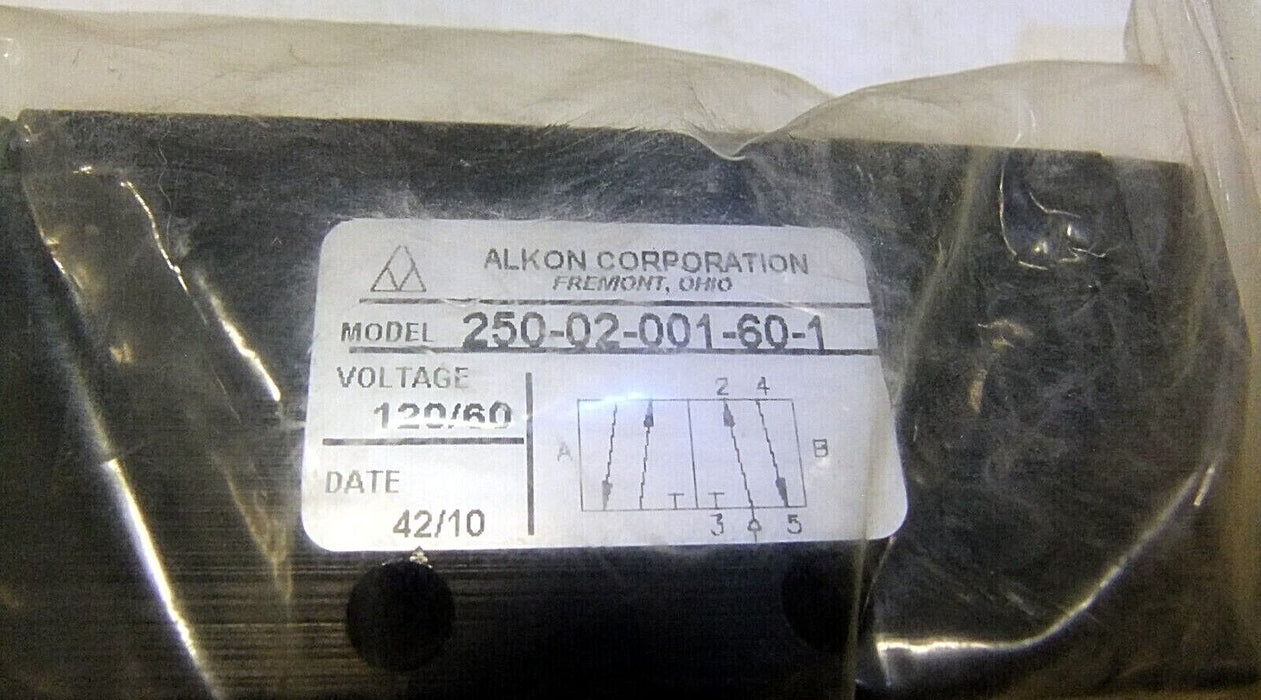 ALKON CORPORATION
FREMONT, OHIO
MODEL 250-02-001-60-1
VOLTAGE
120/60
DATE
42/10
2 4
A B
3 5